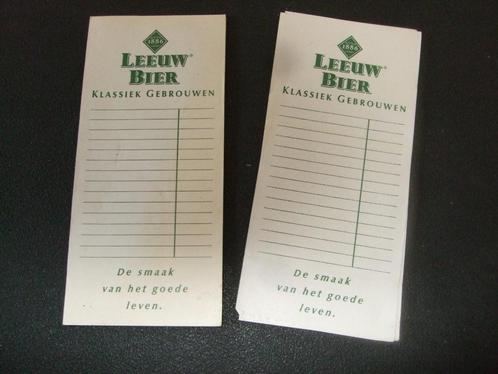 1886
LEEUW®
BIER
KLASSIEK GEBROUWEN
De smaak
van het goede
leven.
1886
LEEUW®
BIER
KLASSIEK GEBROUWEN
De smaak
van het goede
leven.